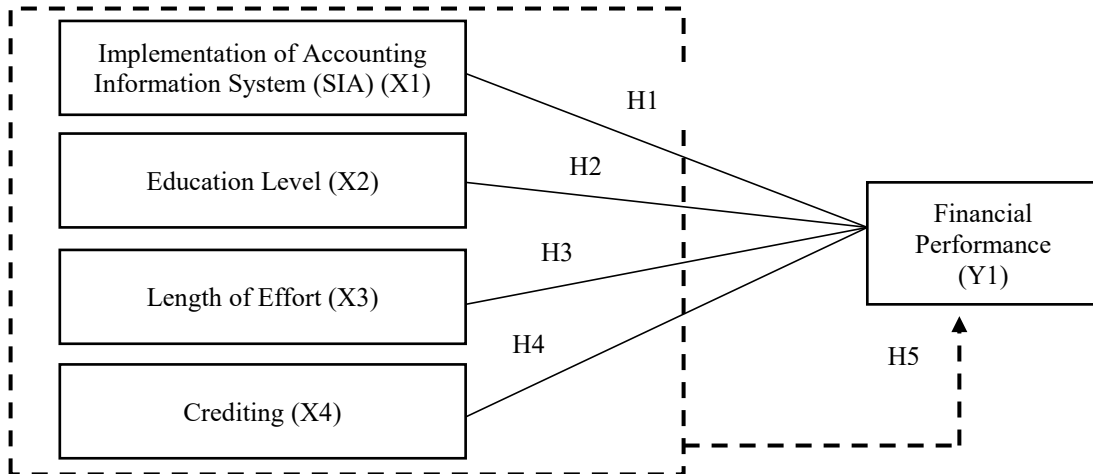 Implementation of Accounting
Information System (SIA) (X1)
H1
Education Level (X2)
H2
Financial
Performance
(Y1)
H3
Length of Effort (X3)
H4
H5
Crediting (X4)